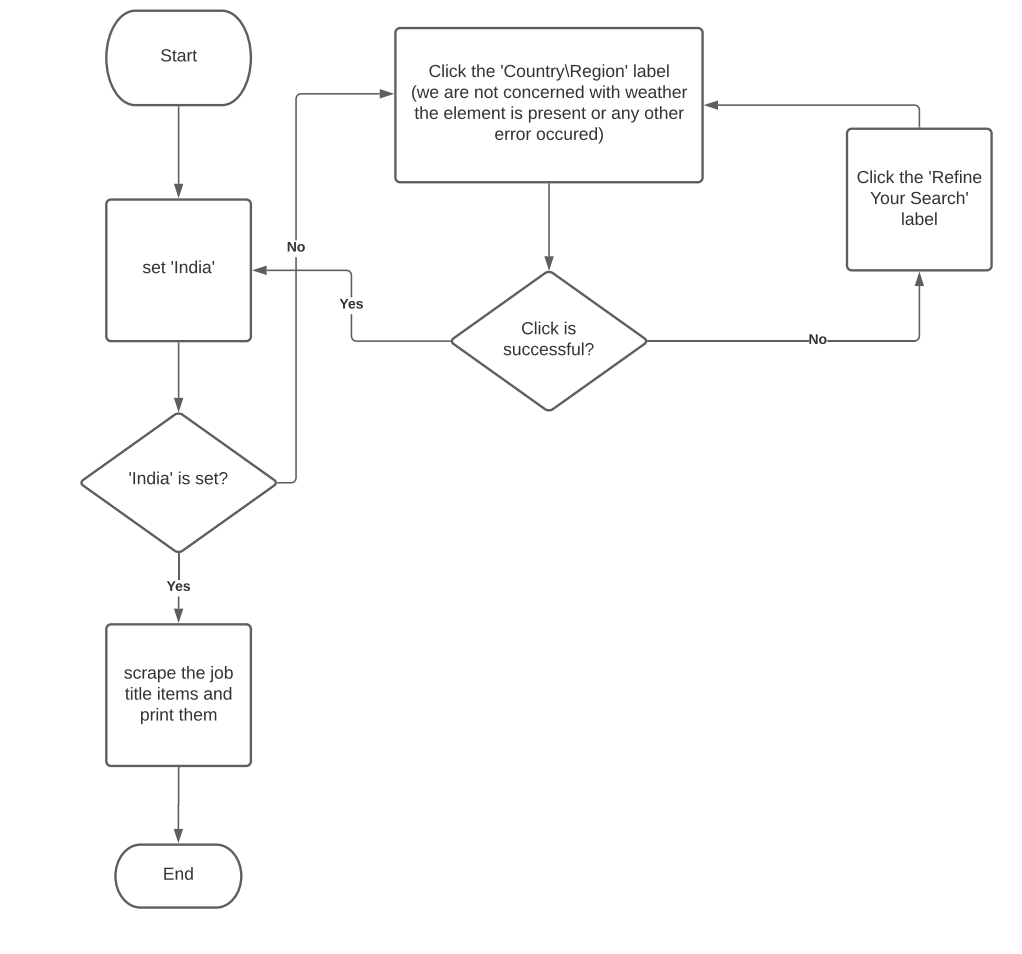 Start
Click the 'Country\Region' label
(we are not concerned with weather
the element is present or any other
error occured)
Click the 'Refine
Your Search'
label
No
set 'India'
Yes
Click is
successful?
No
'India' is set?
Yes
scrape the job
title items and
print them
End